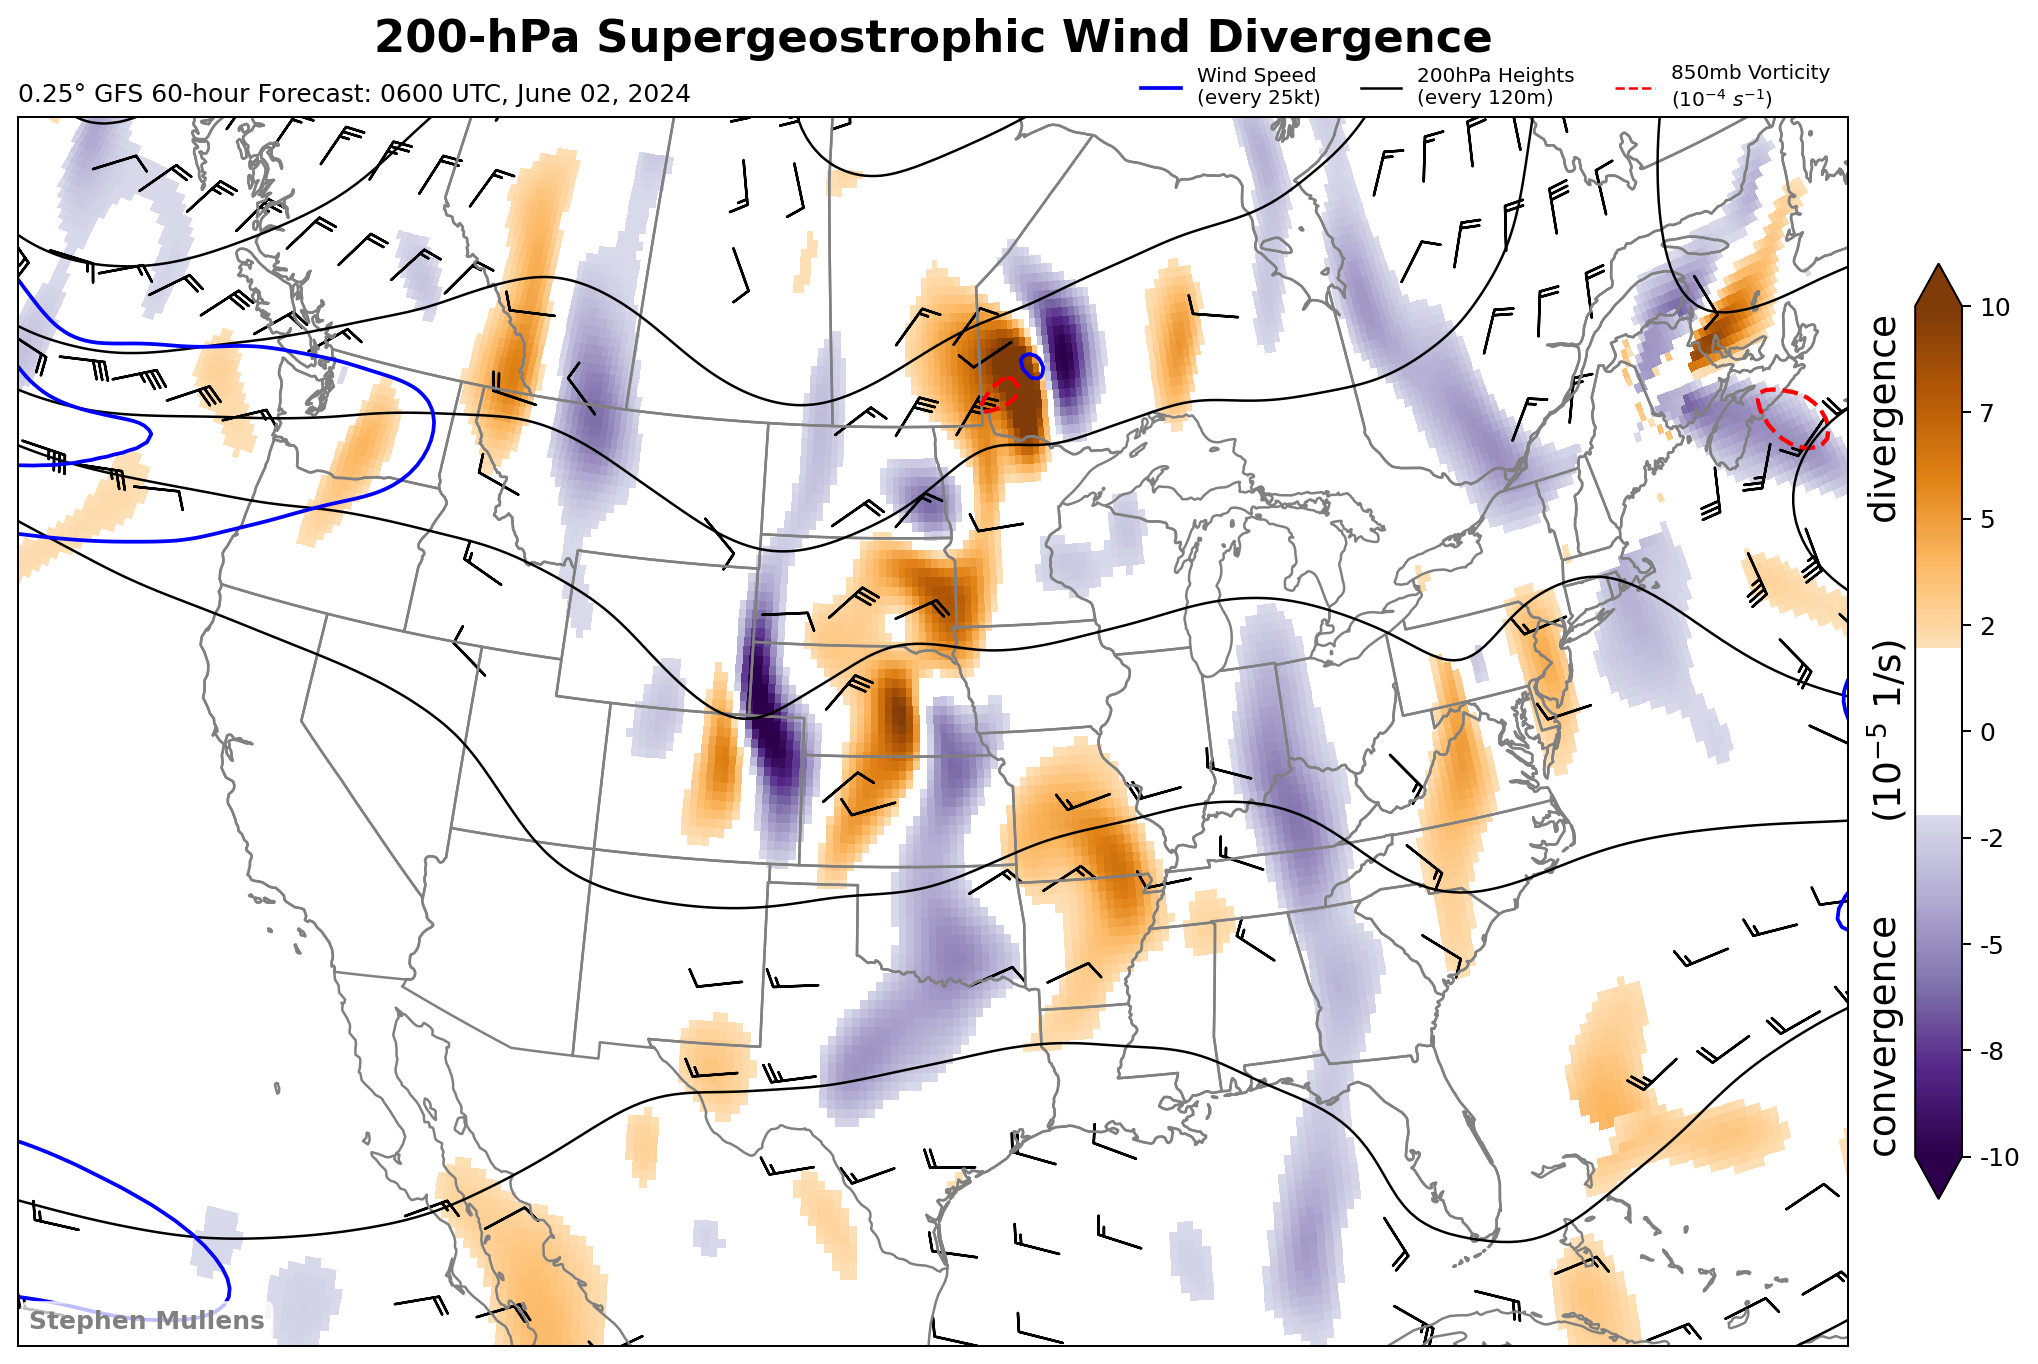 200-hPa Supergeostrophic Wind Divergence
0.25° GFS 60-hour Forecast: 0600 UTC, June 02, 2024
Wind Speed
(every 25kt)
200hPa Heights
(every 120m)
850mb Vorticity
(10⁻⁴ s⁻¹)
10
7
5
2
0
-2
-5
-8
-10
convergence (10⁻⁵ 1/s) divergence
Stephen Mullens